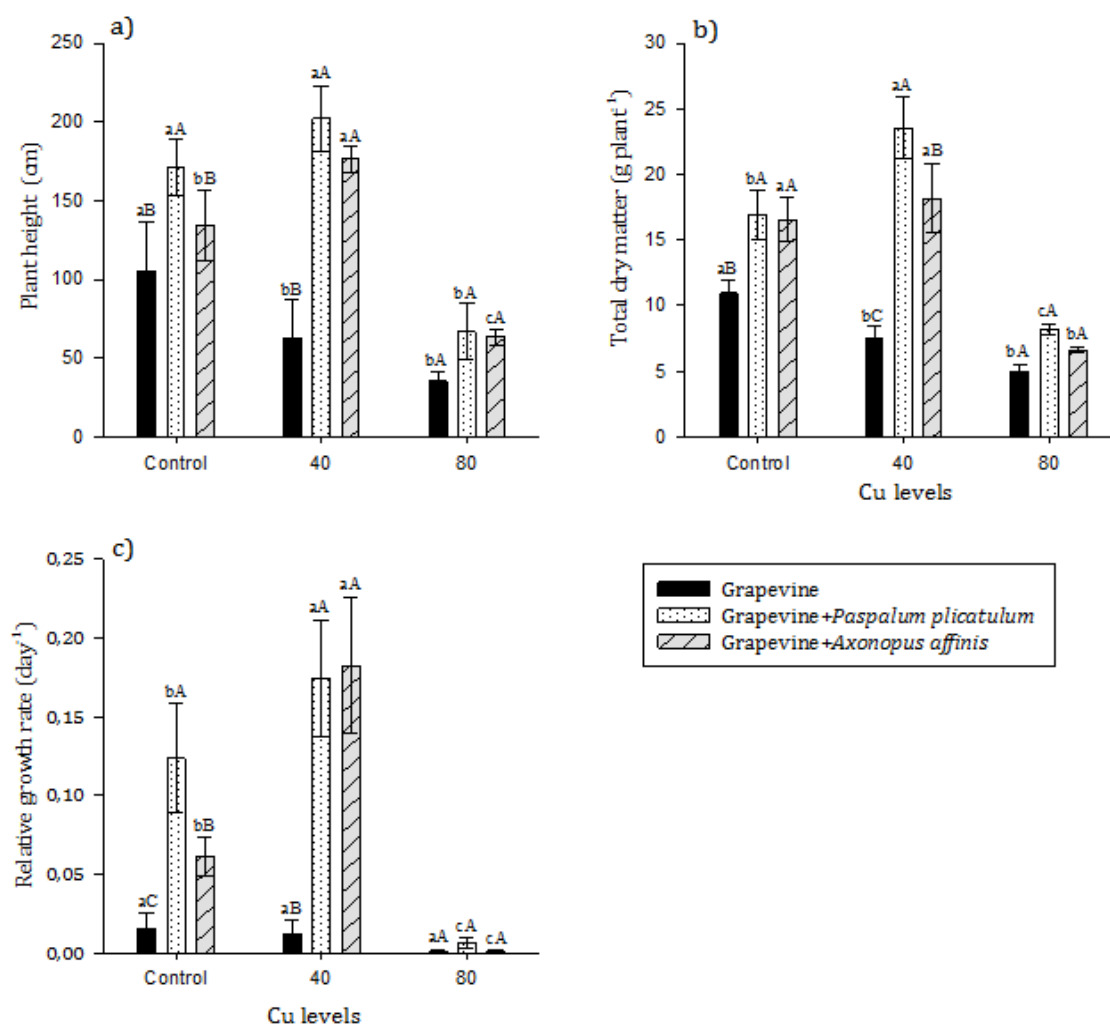 a)
Plant height (cm)
250
200
150
100
50
0
aB
aA
bB
bB
aA
aA
bA
bA
cA
Control
40
80
b)
Total dry matter (g plant⁻¹)
30
25
20
15
10
5
0
aB
bA
aA
bC
aA
aB
bA
cA
bA
Control
40
80
Cu levels
c)
Relative growth rate (day⁻¹)
0,25
0,20
0,15
0,10
0,05
0,00
aC
bA
bB
aB
aA
aA
aA
cA
cA
Control
40
80
Cu levels
Grapevine
Grapevine+Paspalum plicatulum
Grapevine+Axonopus affinis